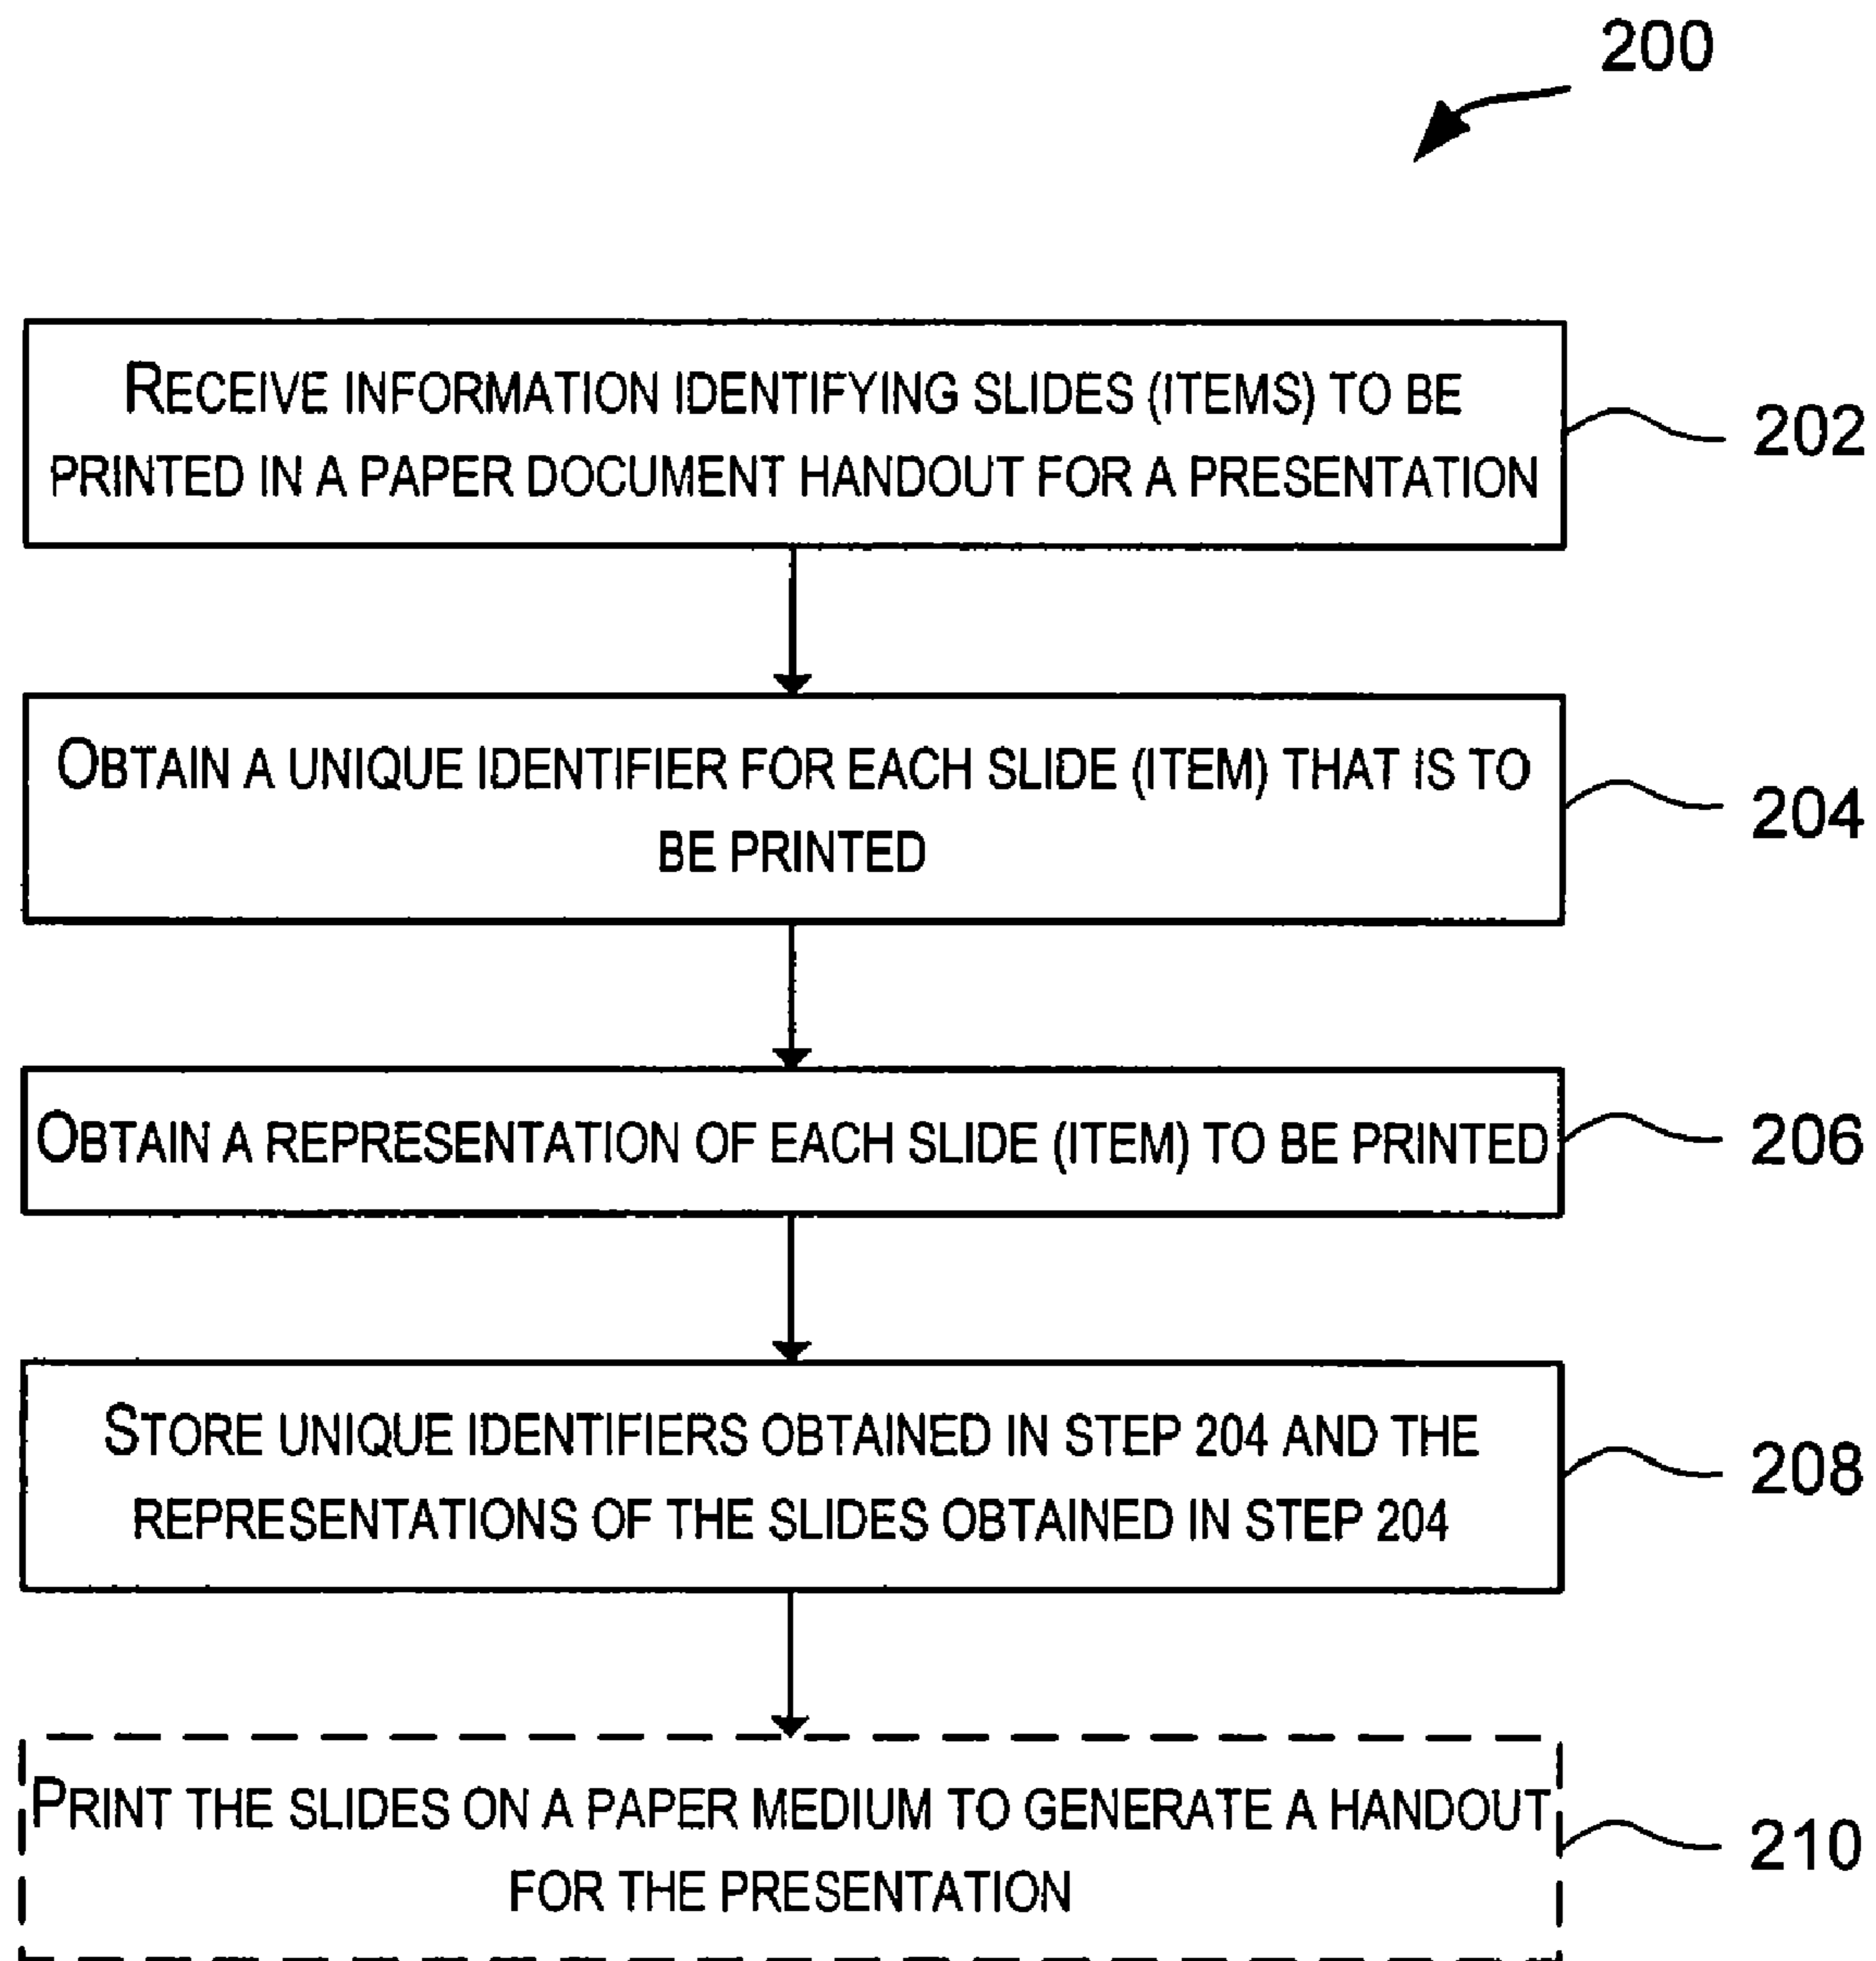 200
RECEIVE INFORMATION IDENTIFYING SLIDES (ITEMS) TO BE
PRINTED IN A PAPER DOCUMENT HANDOUT FOR A PRESENTATION
202
OBTAIN A UNIQUE IDENTIFIER FOR EACH SLIDE (ITEM) THAT IS TO
BE PRINTED
204
OBTAIN A REPRESENTATION OF EACH SLIDE (ITEM) TO BE PRINTED
206
STORE UNIQUE IDENTIFIERS OBTAINED IN STEP 204 AND THE
REPRESENTATIONS OF THE SLIDES OBTAINED IN STEP 204
208
PRINT THE SLIDES ON A PAPER MEDIUM TO GENERATE A HANDOUT
FOR THE PRESENTATION
210